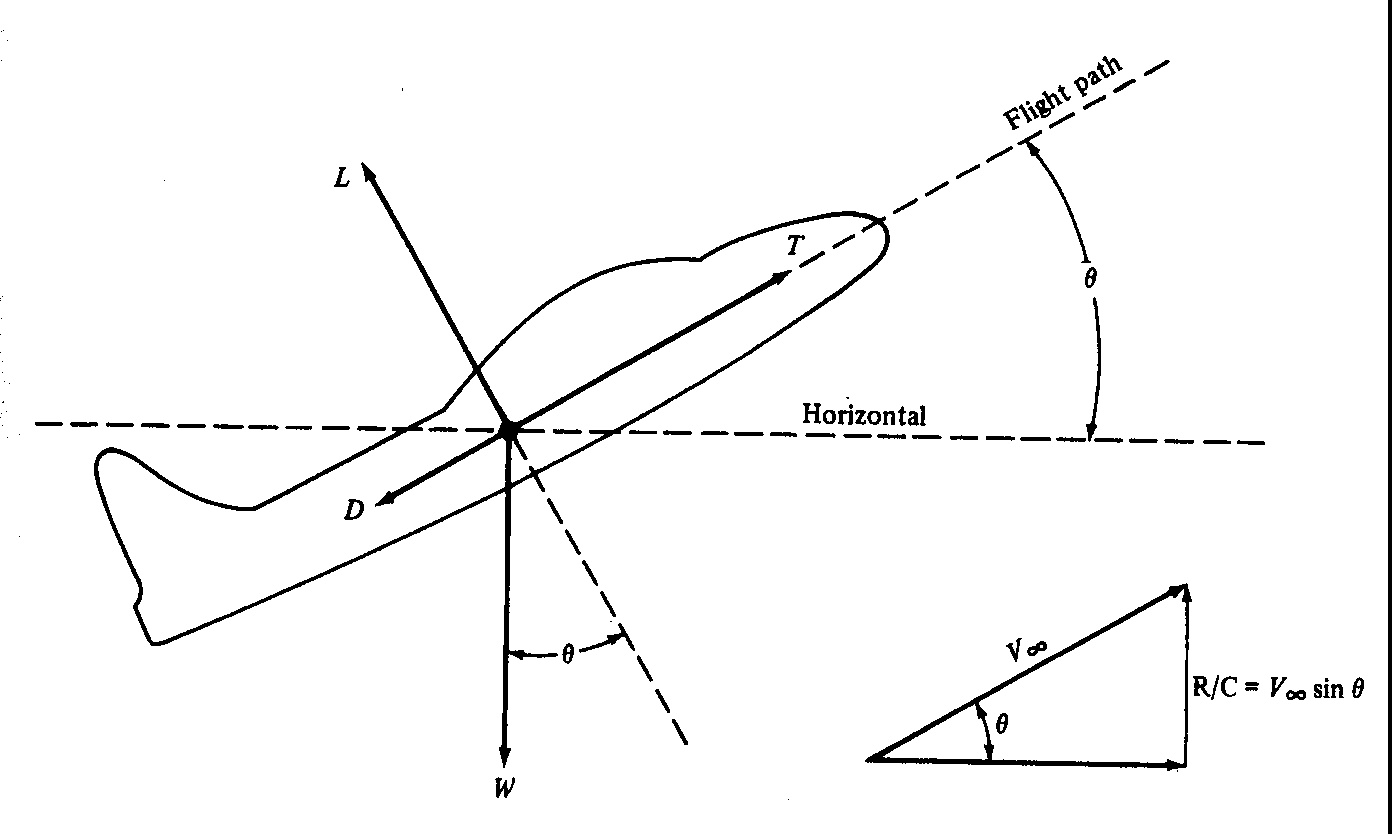 Flight path
L
T
θ
Horizontal
D
θ
V∞
R/C = V∞ sin θ
θ
W